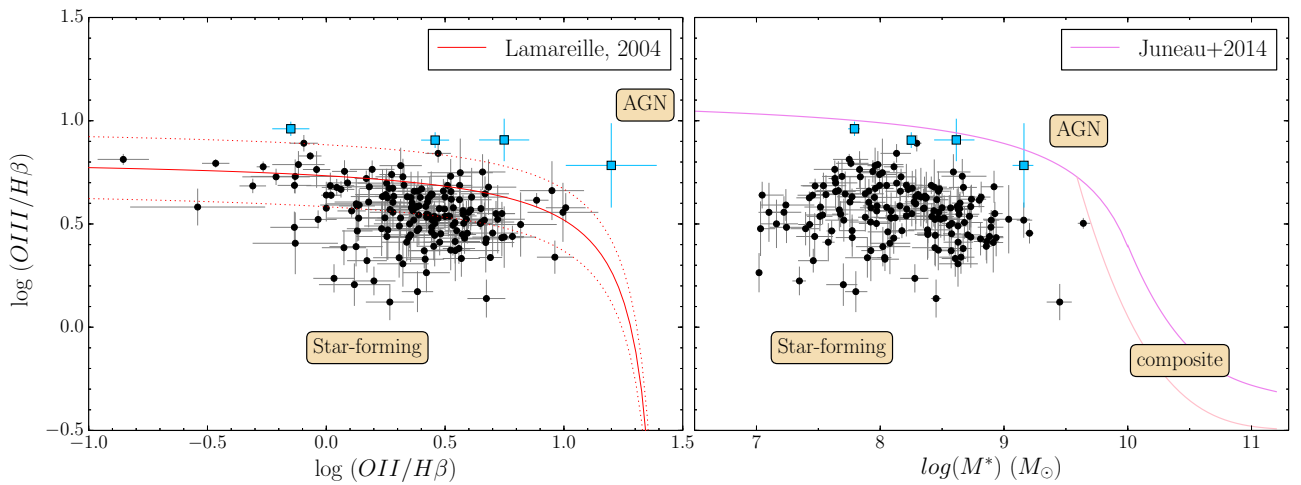 1.5
1.0
0.5
0.0
−0.5
log (OIII/Hβ)
−1.0
−0.5
0.0
0.5
1.0
1.5
log (OII/Hβ)
Lamareille, 2004
AGN
Star-forming
Juneau+2014
AGN
Star-forming
composite
7
8
9
10
11
log(M*) (M⊙)